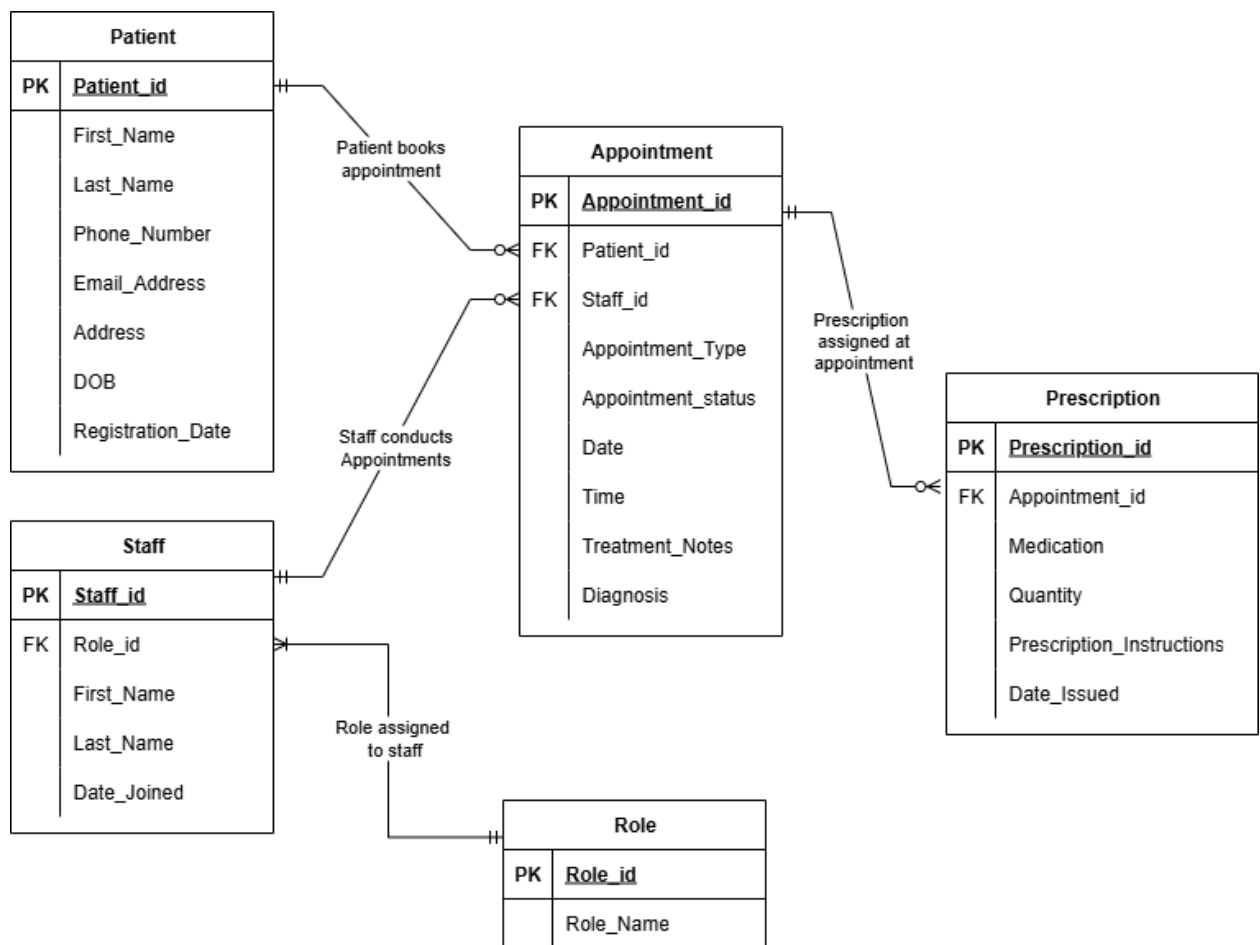 Patient
PK Patient_id
First_Name
Last_Name
Phone_Number
Email_Address
Address
DOB
Registration_Date
Patient books
appointment
Appointment
PK Appointment_id
FK Patient_id
FK Staff_id
Appointment_Type
Appointment_status
Date
Time
Treatment_Notes
Diagnosis
Staff conducts
Appointments
Prescription
assigned at
appointment
Prescription
PK Prescription_id
FK Appointment_id
Medication
Quantity
Prescription_Instructions
Date_Issued
Staff
PK Staff_id
FK Role_id
First_Name
Last_Name
Date_Joined
Role assigned
to staff
Role
PK Role_id
Role_Name